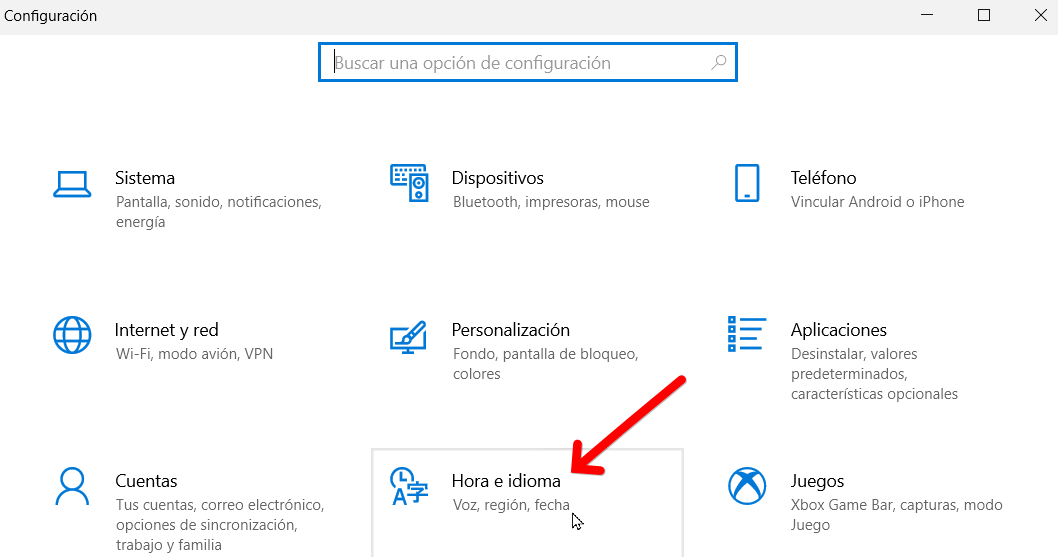 Configuración
Buscar una opción de configuración
Sistema
Pantalla, sonido, notificaciones,
energía
Dispositivos
Bluetooth, impresoras, mouse
Teléfono
Vincular Android o iPhone
Internet y red
Wi-Fi, modo avión, VPN
Personalización
Fondo, pantalla de bloqueo,
colores
Aplicaciones
Desinstalar, valores
predeterminados,
características opcionales
Cuentas
Tus cuentas, correo electrónico,
opciones de sincronización,
trabajo y familia
A字
Hora e idioma
Voz, región, fecha
Juegos
Xbox Game Bar, capturas, modo
Juego